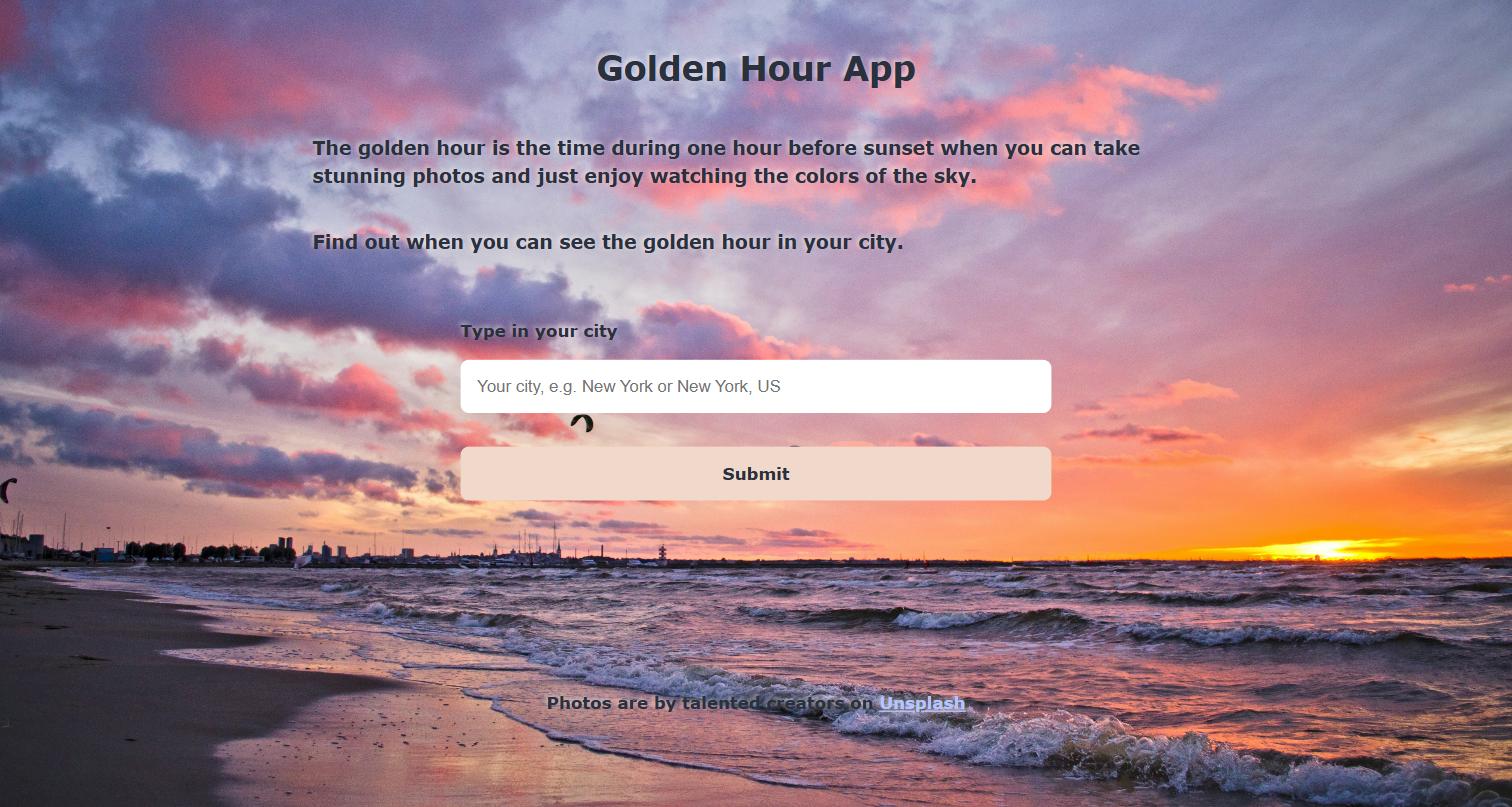 Golden Hour App
The golden hour is the time during one hour before sunset when you can take
stunning photos and just enjoy watching the colors of the sky.
Find out when you can see the golden hour in your city.
Type in your city
Your city, e.g. New York or New York, US
Submit
Photos are by talented creators on Unsplash